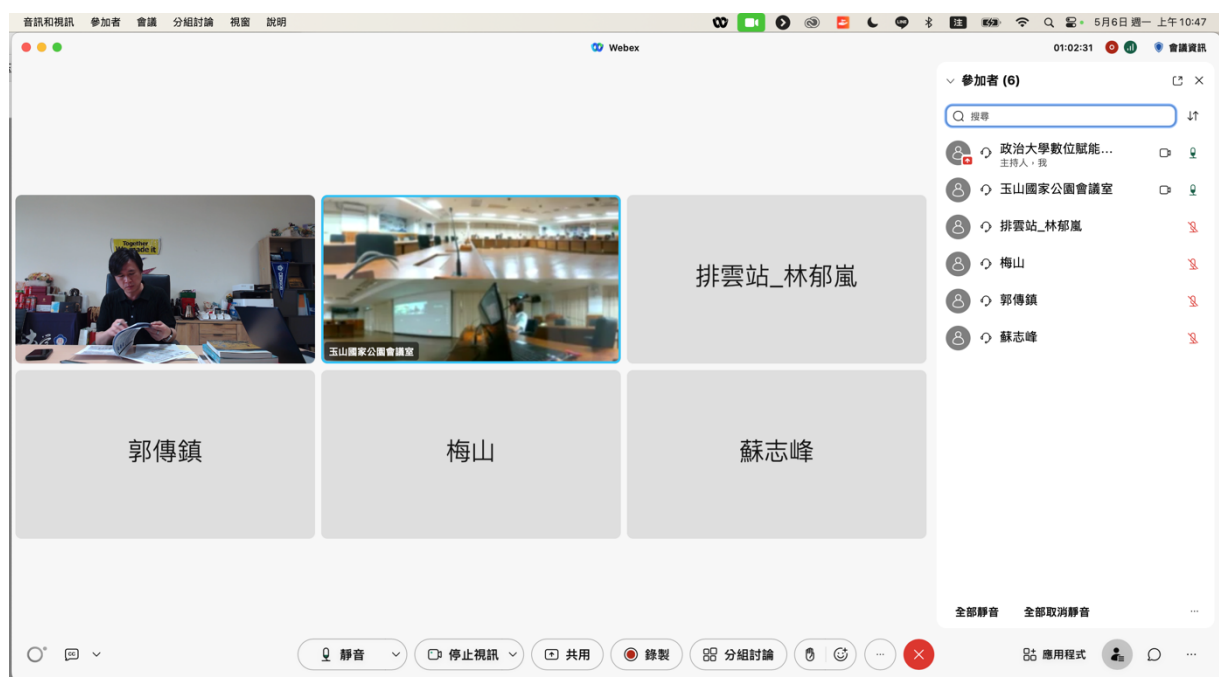 音訊和視訊 參加者 會議 分組討論 視窗 說明 5月6日 週一 上午10:47
Webex
01:02:31 會議資訊
參加者 (6)
搜尋
政治大學數位賦能...
主持人，我
玉山國家公園會議室
排雲站_林郁嵐
梅山
郭傳鎮
蘇志峰
Together
We made it
玉山國家公園會議室
排雲站_林郁嵐
郭傳鎮
梅山
蘇志峰
全部靜音 全部取消靜音
靜音 停止視訊 共用 錄製 分組討論 應用程式